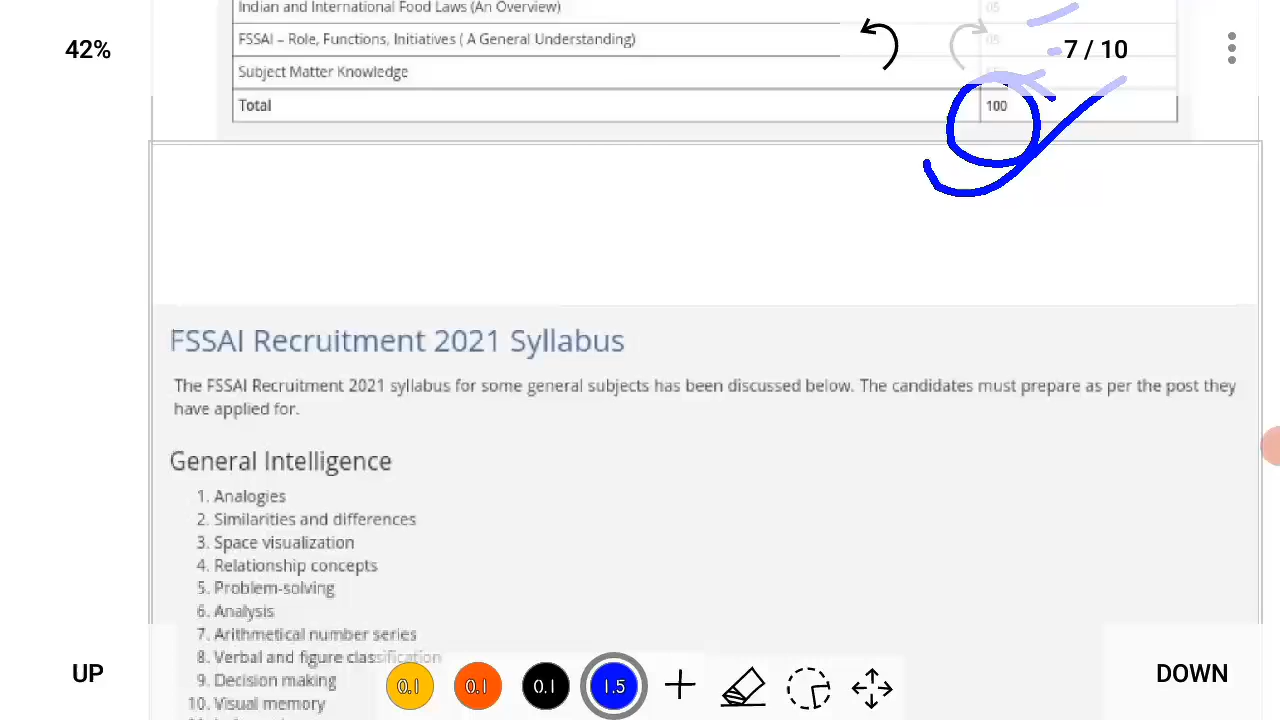 Indian and International Food Laws (An Overview) 05
42%
FSSAI – Role, Functions, Initiatives ( A General Understanding) 05
7 / 10
Subject Matter Knowledge
Total 100
FSSAI Recruitment 2021 Syllabus
The FSSAI Recruitment 2021 syllabus for some general subjects has been discussed below. The candidates must prepare as per the post they
have applied for.
General Intelligence
1. Analogies
2. Similarities and differences
3. Space visualization
4. Relationship concepts
5. Problem-solving
6. Analysis
7. Arithmetical number series
8. Verbal and figure classification
9. Decision making
10. Visual memory
UP
0.1 0.1 0.1 1.5
DOWN